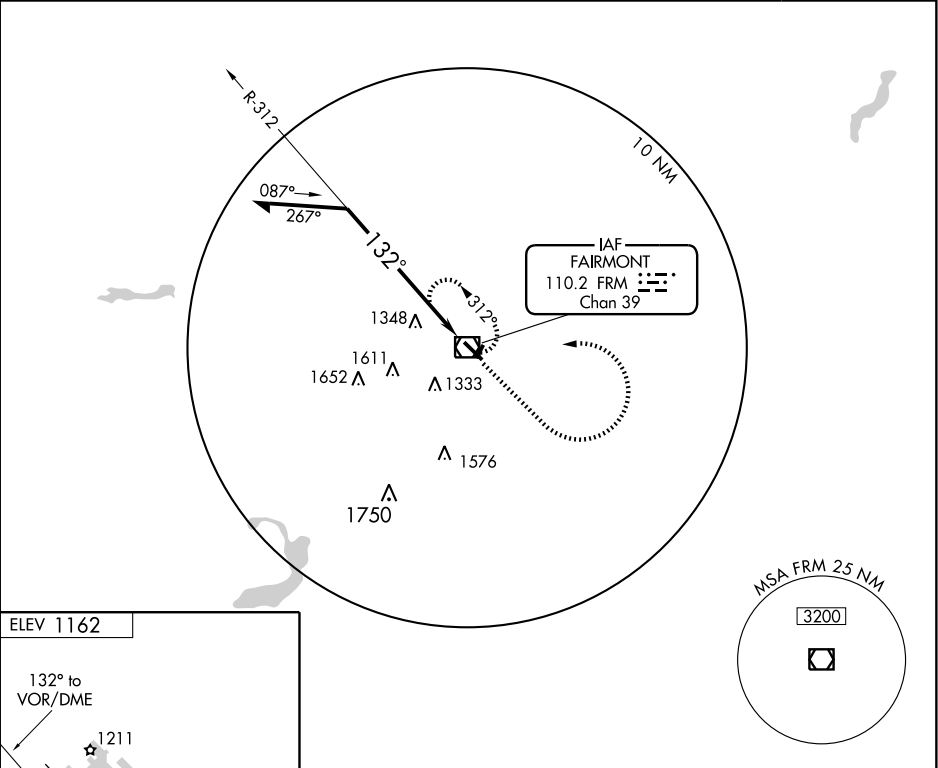 R-312
10 NM
087°
267°
132°
IAF
FAIRMONT
110.2 FRM
Chan 39
312°
1348
1611
1652
1333
1576
1750
MSA FRM 25 NM
3200
ELEV 1162
132° to
VOR/DME
1211